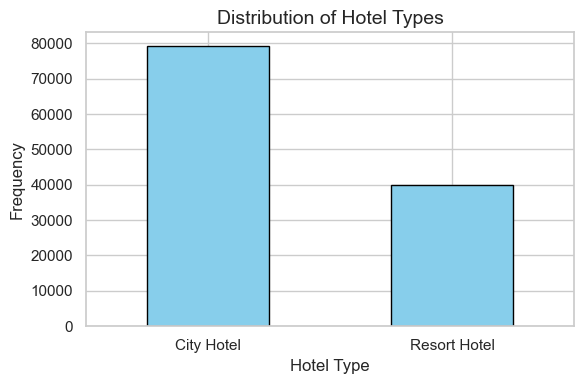 Distribution of Hotel Types
80000
70000
60000
50000
40000
30000
20000
10000
0
Frequency
City Hotel
Resort Hotel
Hotel Type